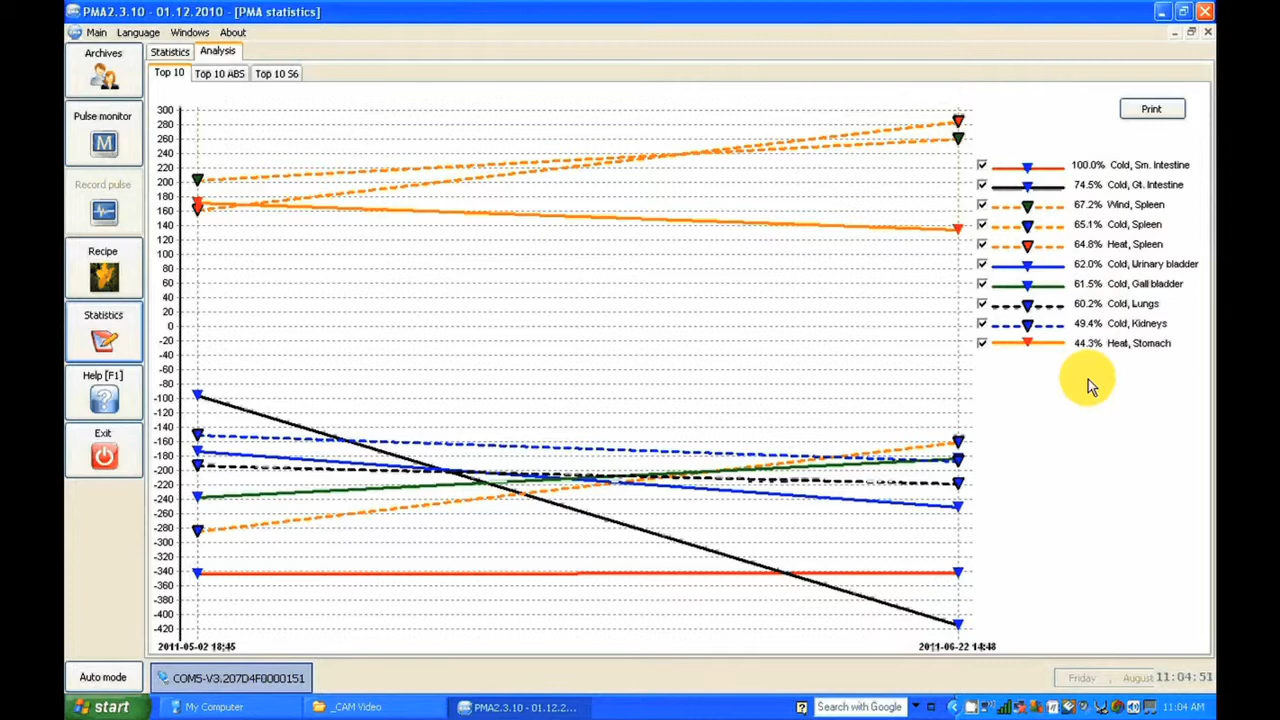 PMA2.3.10 - 01.12.2010 - [PMA statistics]
Main Language Windows About
Archives
Pulse monitor
M
Record pulse
Recipe
Statistics
Help [F1]
?
Exit
Auto mode
Statistics Analysis
Top 10 Top 10 ABS Top 10 S6
Print
300
280
260
240
220
200
180
160
140
120
100
80
60
40
20
0
-20
-40
-60
-80
-100
-120
-140
-160
-180
-200
-220
-240
-260
-280
-300
-320
-340
-360
-380
-400
-420
2011-05-02 18:45 2011-06-22 14:48
100.0% Cold, Sm. Intestine
74.5% Cold, Gt. Intestine
67.2% Wind, Spleen
65.1% Cold, Spleen
64.8% Heat, Spleen
62.0% Cold, Urinary bladder
61.5% Cold, Gall bladder
60.2% Cold, Lungs
49.4% Cold, Kidneys
44.3% Heat, Stomach
COM5-V3.207D4F0000151
Friday , August 11:04:51
start My Computer _CAM Video PMA2.3.10 - 01.12.2... Search with Google 11:04 AM